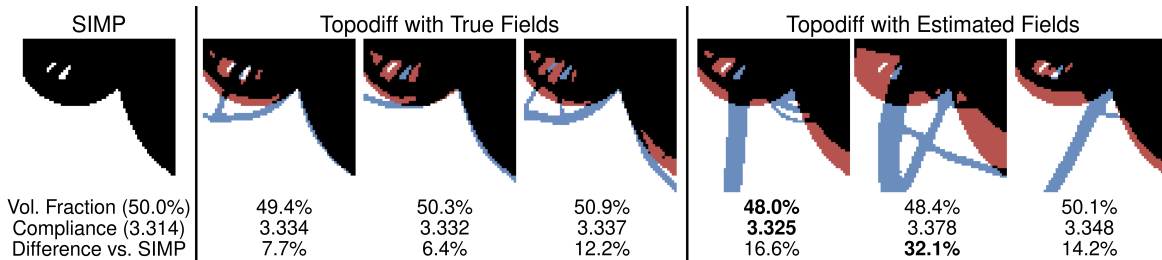 SIMP Topodiff with True Fields Topodiff with Estimated Fields
Vol. Fraction (50.0%) 49.4% 50.3% 50.9% 48.0% 48.4% 50.1%
Compliance (3.314) 3.334 3.332 3.337 3.325 3.378 3.348
Difference vs. SIMP 7.7% 6.4% 12.2% 16.6% 32.1% 14.2%